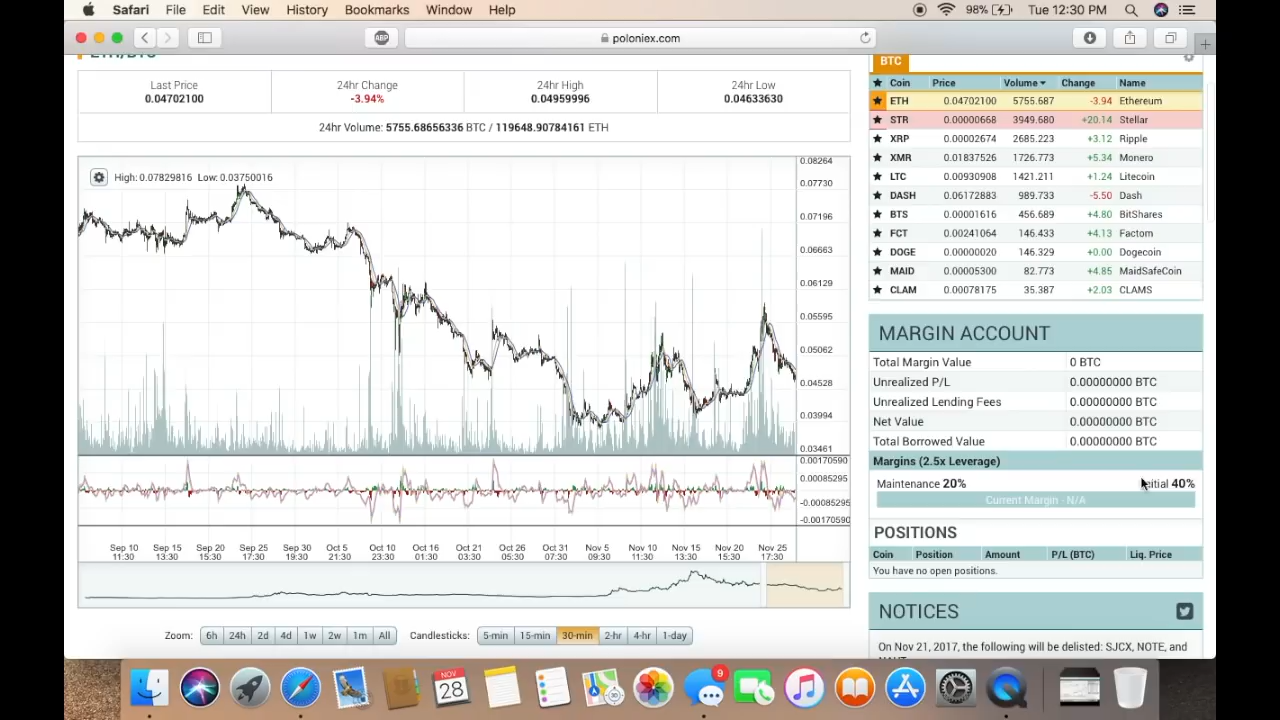 Safari File Edit View History Bookmarks Window Help 98% Tue 12:30 PM
ABP poloniex.com
ETH/BTC
Last Price 24hr Change 24hr High 24hr Low
0.04702100 -3.94% 0.04959996 0.04633630
24hr Volume: 5755.68656336 BTC / 119648.90784161 ETH
High: 0.07829816 Low: 0.03750016
0.08264
0.07730
0.07196
0.06663
0.06129
0.05595
0.05062
0.04528
0.03994
0.03461
0.00170590
0.00085295
-0.00085295
-0.00170590
Sep 10 Sep 15 Sep 20 Sep 25 Sep 30 Oct 5 Oct 10 Oct 16 Oct 21 Oct 26 Oct 31 Nov 5 Nov 10 Nov 15 Nov 20 Nov 25
11:30 13:30 15:30 17:30 19:30 21:30 23:30 01:30 03:30 05:30 07:30 09:30 11:30 13:30 15:30 17:30
Zoom: 6h 24h 2d 4d 1w 2w 1m All Candlesticks: 5-min 15-min 30-min 2-hr 4-hr 1-day
BTC
Coin Price Volume Change Name
ETH 0.04702100 5755.687 -3.94 Ethereum
STR 0.00000668 3949.680 +20.14 Stellar
XRP 0.00002674 2685.223 +3.12 Ripple
XMR 0.01837526 1726.773 +5.34 Monero
LTC 0.00930908 1421.211 +1.24 Litecoin
DASH 0.06172883 989.733 -5.50 Dash
BTS 0.00001616 456.689 +4.80 BitShares
FCT 0.00241064 146.433 +4.13 Factom
DOGE 0.00000020 146.329 +0.00 Dogecoin
MAID 0.00005300 82.773 +4.85 MaidSafeCoin
CLAM 0.00078175 35.387 +2.03 CLAMS
MARGIN ACCOUNT
Total Margin Value 0 BTC
Unrealized P/L 0.00000000 BTC
Unrealized Lending Fees 0.00000000 BTC
Net Value 0.00000000 BTC
Total Borrowed Value 0.00000000 BTC
Margins (2.5x Leverage)
Maintenance 20% Initial 40%
Current Margin - N/A
POSITIONS
Coin Position Amount P/L (BTC) Liq. Price
You have no open positions.
NOTICES
On Nov 21, 2017, the following will be delisted: SJCX, NOTE, and
NAUT
NOV
28
9